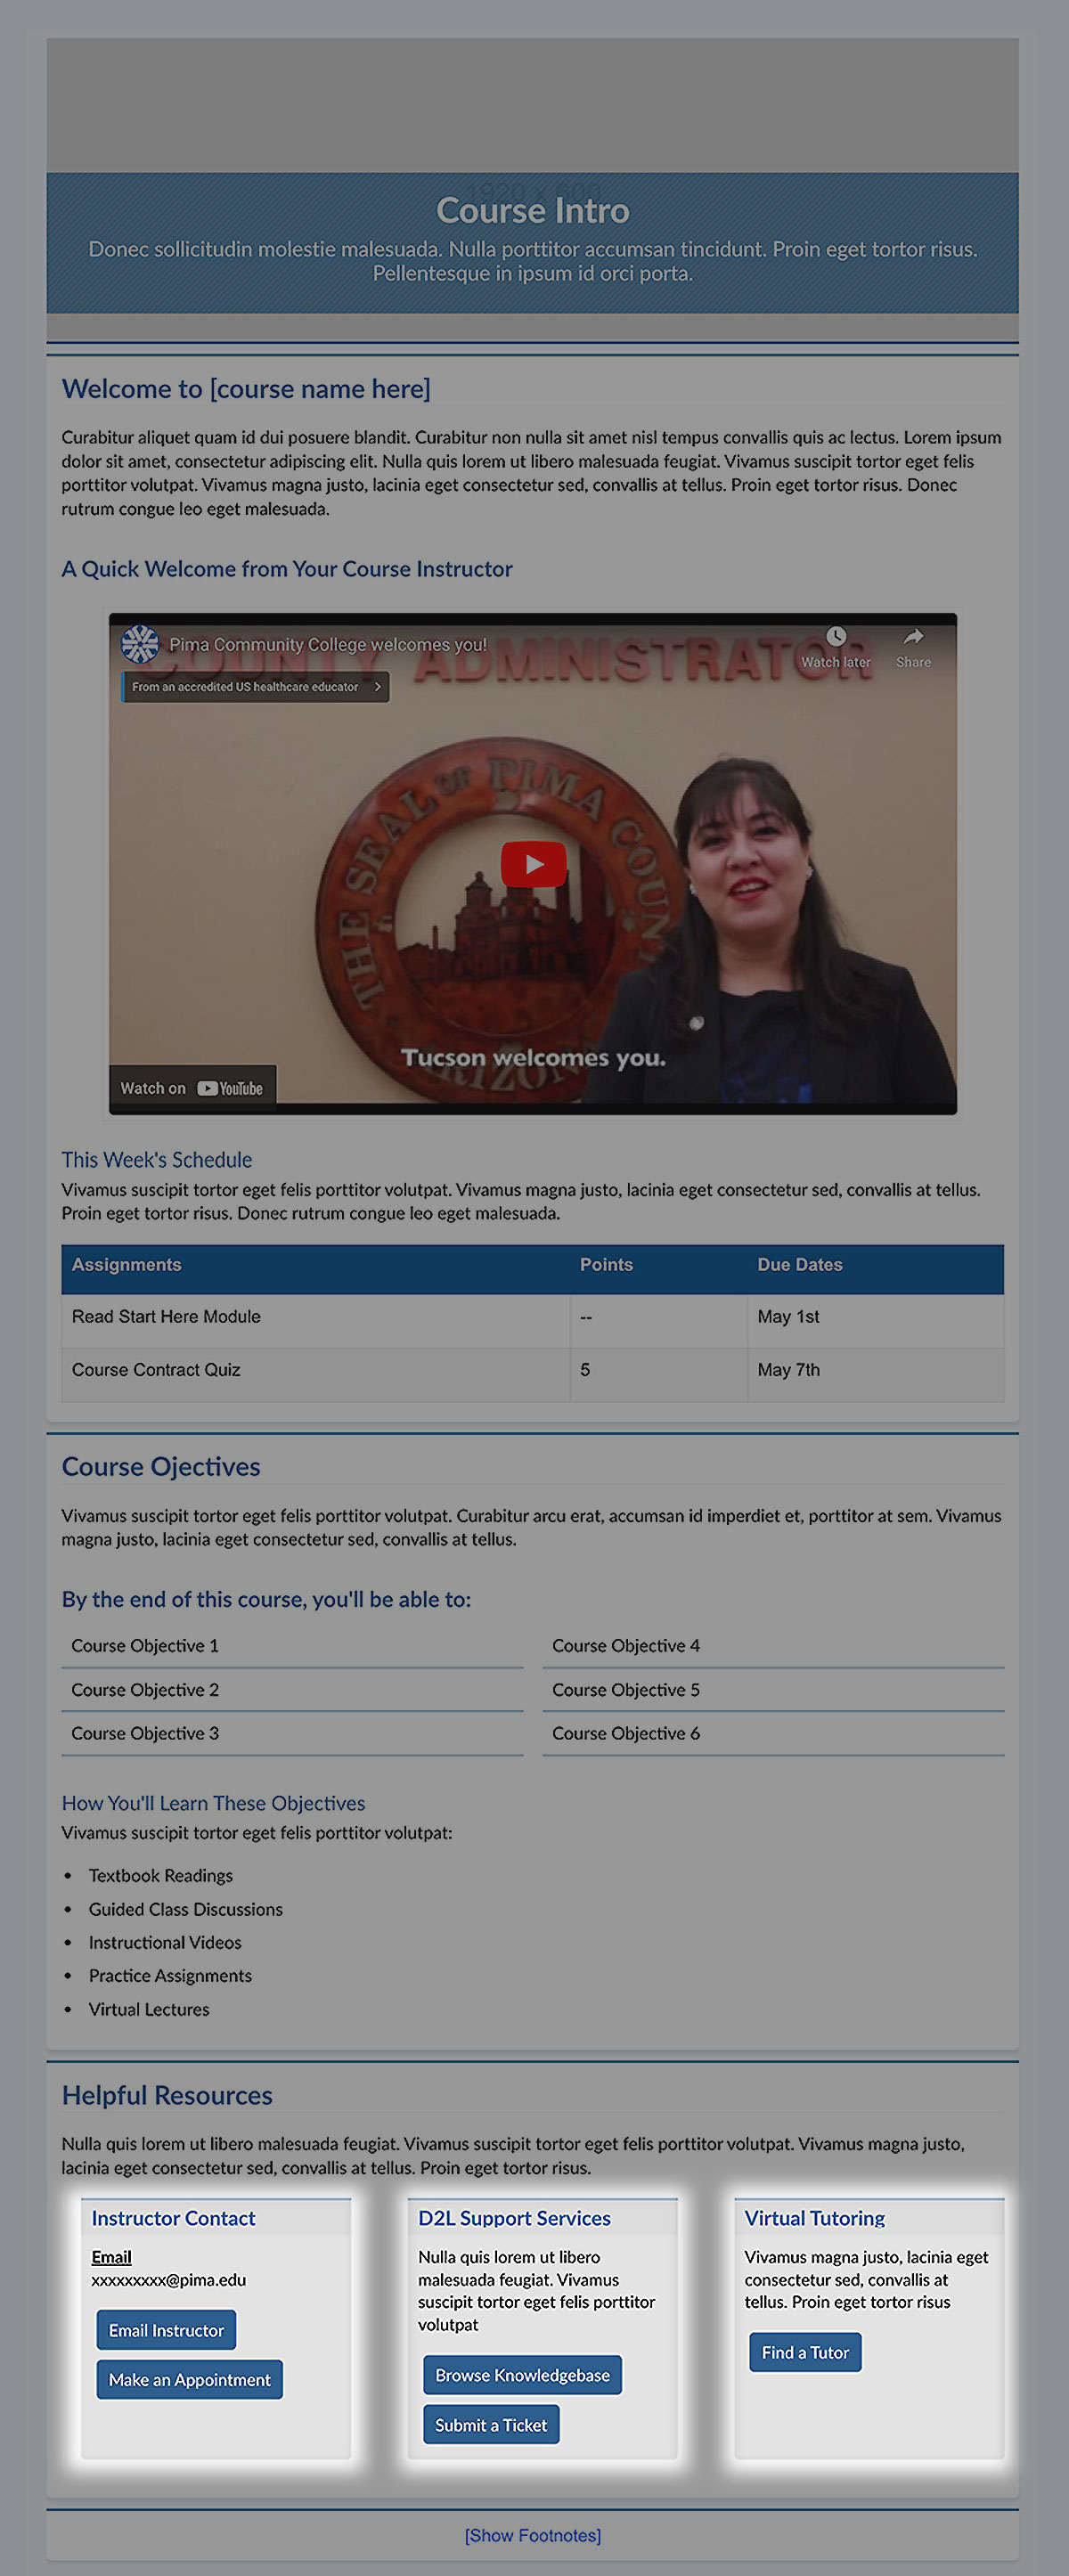 1920 x 600
Course Intro
Donec sollicitudin molestie malesuada. Nulla porttitor accumsan tincidunt. Proin eget tortor risus.
Pellentesque in ipsum id orci porta.
Welcome to [course name here]
Curabitur aliquet quam id dui posuere blandit. Curabitur non nulla sit amet nisl tempus convallis quis ac lectus. Lorem ipsum
dolor sit amet, consectetur adipiscing elit. Nulla quis lorem ut libero malesuada feugiat. Vivamus suscipit tortor eget felis
porttitor volutpat. Vivamus magna justo, lacinia eget consectetur sed, convallis at tellus. Proin eget tortor risus. Donec
rutrum congue leo eget malesuada.
A Quick Welcome from Your Course Instructor
Pima Community College welcomes you!
Watch later
Share
COUNTY ADMINISTRATOR
From an accredited US healthcare educator
THE SEAL OF PIMA COUN
Tucson welcomes you.
RIZON
Watch on YouTube
This Week's Schedule
Vivamus suscipit tortor eget felis porttitor volutpat. Vivamus magna justo, lacinia eget consectetur sed, convallis at tellus.
Proin eget tortor risus. Donec rutrum congue leo eget malesuada.
Assignments Points Due Dates
Read Start Here Module -- May 1st
Course Contract Quiz 5 May 7th
Course Ojectives
Vivamus suscipit tortor eget felis porttitor volutpat. Curabitur arcu erat, accumsan id imperdiet et, porttitor at sem. Vivamus
magna justo, lacinia eget consectetur sed, convallis at tellus.
By the end of this course, you'll be able to:
Course Objective 1
Course Objective 2
Course Objective 3
Course Objective 4
Course Objective 5
Course Objective 6
How You'll Learn These Objectives
Vivamus suscipit tortor eget felis porttitor volutpat:
• Textbook Readings
• Guided Class Discussions
• Instructional Videos
• Practice Assignments
• Virtual Lectures
Helpful Resources
Nulla quis lorem ut libero malesuada feugiat. Vivamus suscipit tortor eget felis porttitor volutpat. Vivamus magna justo,
lacinia eget consectetur sed, convallis at tellus. Proin eget tortor risus.
Instructor Contact
Email
xxxxxxxxx@pima.edu
Email Instructor
Make an Appointment
D2L Support Services
Nulla quis lorem ut libero
malesuada feugiat. Vivamus
suscipit tortor eget felis porttitor
volutpat
Browse Knowledgebase
Submit a Ticket
Virtual Tutoring
Vivamus magna justo, lacinia eget
consectetur sed, convallis at
tellus. Proin eget tortor risus
Find a Tutor
[Show Footnotes]